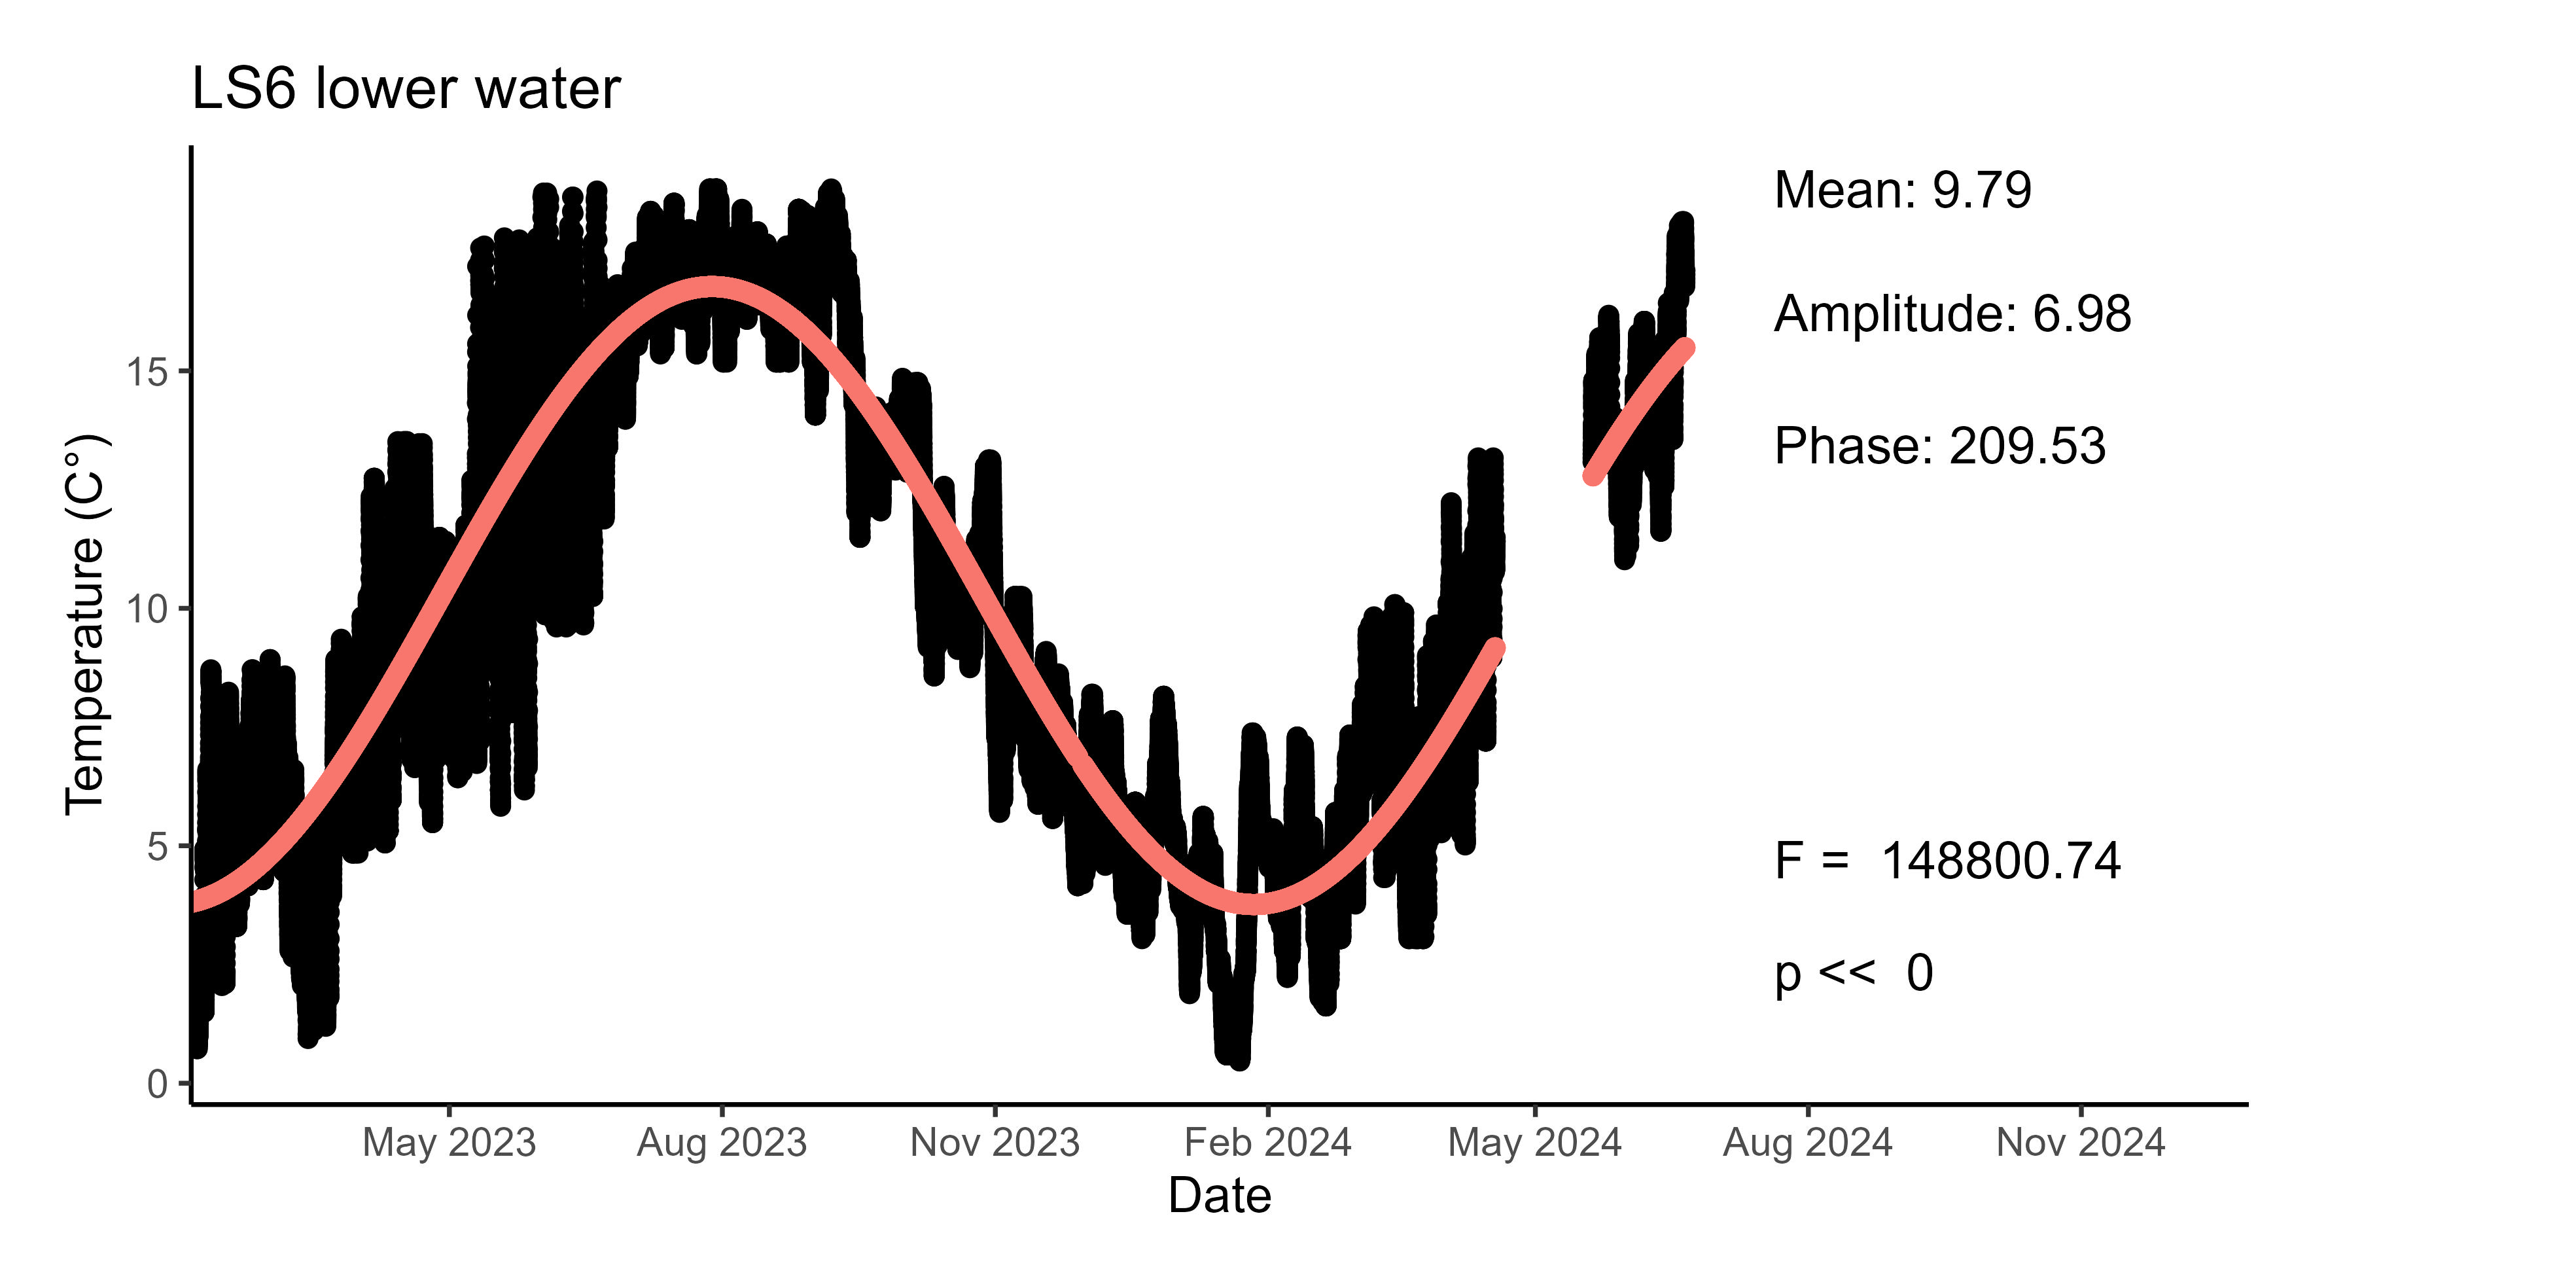 LS6 lower water
Mean: 9.79
Amplitude: 6.98
Phase: 209.53
F =  148800.74
p <<  0
Temperature (C°)
15
10
5
0
May 2023
Aug 2023
Nov 2023
Feb 2024
May 2024
Aug 2024
Nov 2024
Date